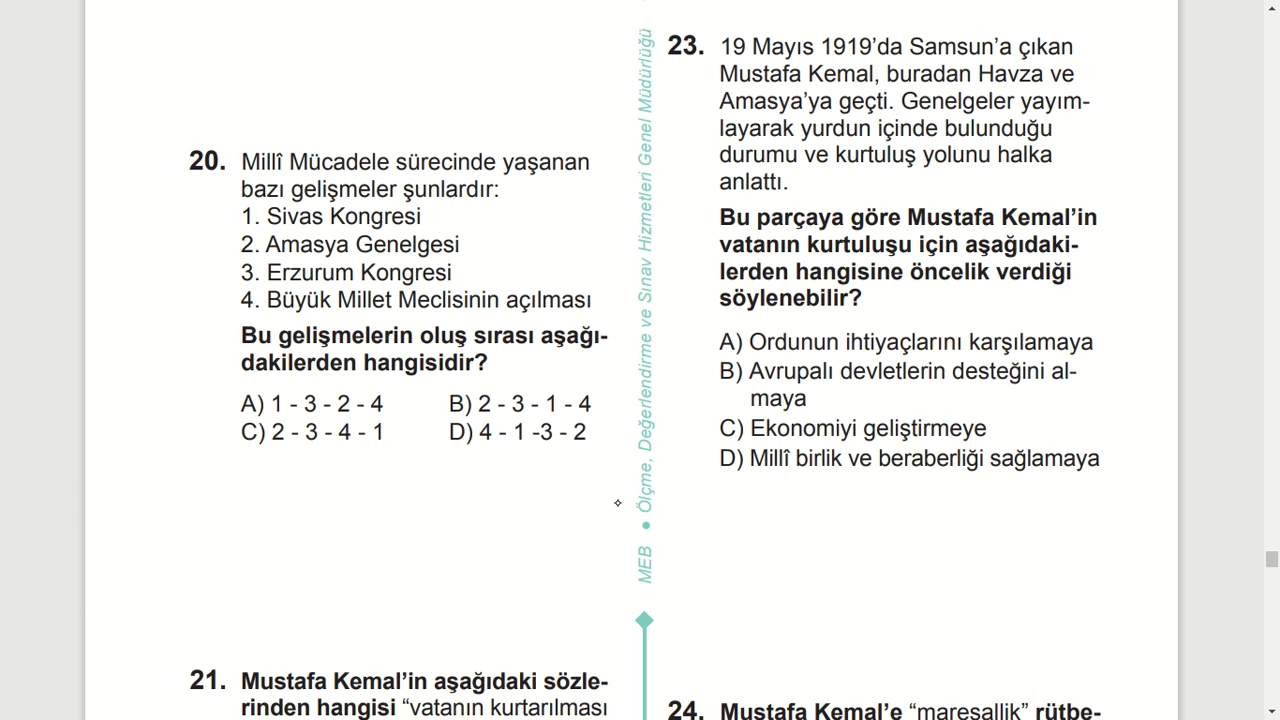 20. Millî Mücadele sürecinde yaşanan
bazı gelişmeler şunlardır:
1. Sivas Kongresi
2. Amasya Genelgesi
3. Erzurum Kongresi
4. Büyük Millet Meclisinin açılması
Bu gelişmelerin oluş sırası aşağı-
dakilerden hangisidir?
A) 1 - 3 - 2 - 4 B) 2 - 3 - 1 - 4
C) 2 - 3 - 4 - 1 D) 4 - 1 -3 - 2
21. Mustafa Kemal’in aşağıdaki sözle-
rinden hangisi “vatanın kurtarılması
MEB ● Ölçme, Değerlendirme ve Sınav Hizmetleri Genel Müdürlüğü
23. 19 Mayıs 1919’da Samsun’a çıkan
Mustafa Kemal, buradan Havza ve
Amasya’ya geçti. Genelgeler yayım-
layarak yurdun içinde bulunduğu
durumu ve kurtuluş yolunu halka
anlattı.
Bu parçaya göre Mustafa Kemal’in
vatanın kurtuluşu için aşağıdaki-
lerden hangisine öncelik verdiği
söylenebilir?
A) Ordunun ihtiyaçlarını karşılamaya
B) Avrupalı devletlerin desteğini al-
maya
C) Ekonomiyi geliştirmeye
D) Millî birlik ve beraberliği sağlamaya
24. Mustafa Kemal’e “mareşallik” rütbe-